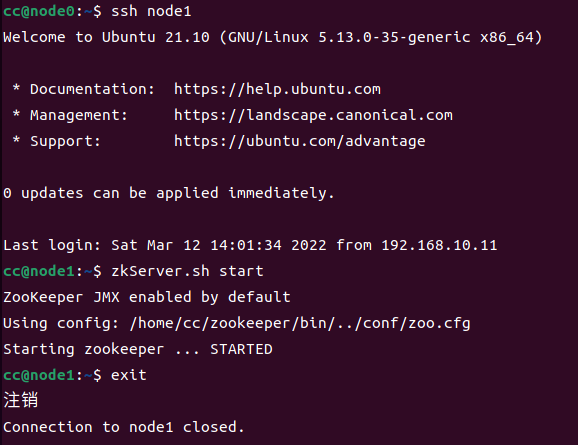 cc@node0:~$ ssh node1
Welcome to Ubuntu 21.10 (GNU/Linux 5.13.0-35-generic x86_64)
* Documentation:  https://help.ubuntu.com
* Management:     https://landscape.canonical.com
* Support:        https://ubuntu.com/advantage
0 updates can be applied immediately.
Last login: Sat Mar 12 14:01:34 2022 from 192.168.10.11
cc@node1:~$ zkServer.sh start
ZooKeeper JMX enabled by default
Using config: /home/cc/zookeeper/bin/../conf/zoo.cfg
Starting zookeeper ... STARTED
cc@node1:~$ exit
注销
Connection to node1 closed.